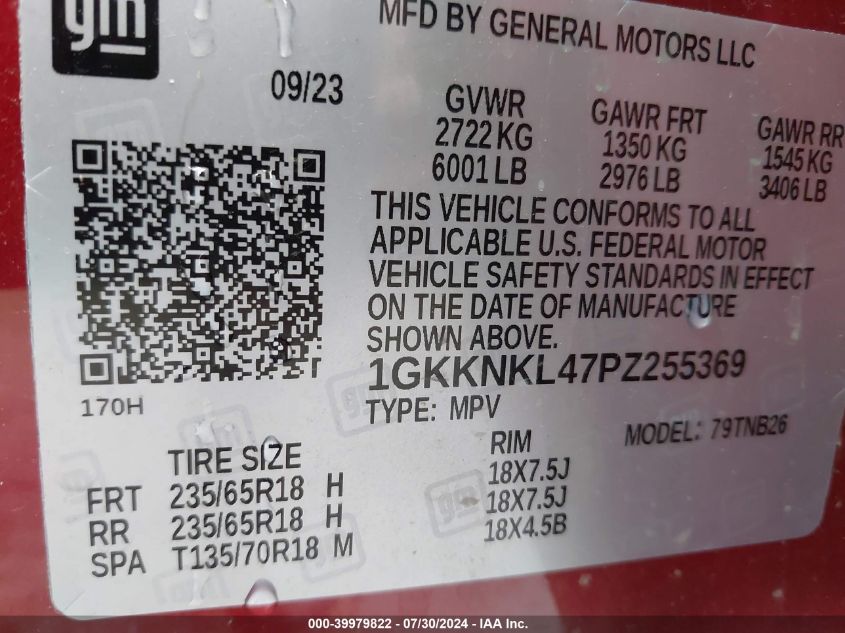 gm
MFD BY GENERAL MOTORS LLC
09/23
GVWR
2722 KG
6001 LB
GAWR FRT
1350 KG
2976 LB
GAWR RR
1545 KG
3406 LB
THIS VEHICLE CONFORMS TO ALL
APPLICABLE U.S. FEDERAL MOTOR
VEHICLE SAFETY STANDARDS IN EFFECT
ON THE DATE OF MANUFACTURE
SHOWN ABOVE.
1GKKNKL47PZ255369
170H
TYPE: MPV
MODEL: 79TNB26
TIRE SIZE RIM
FRT 235/65R18 H 18X7.5J
RR 235/65R18 H 18X7.5J
SPA T135/70R18 M 18X4.5B
000-39979822 / 07/30/2024 - IAA Inc.